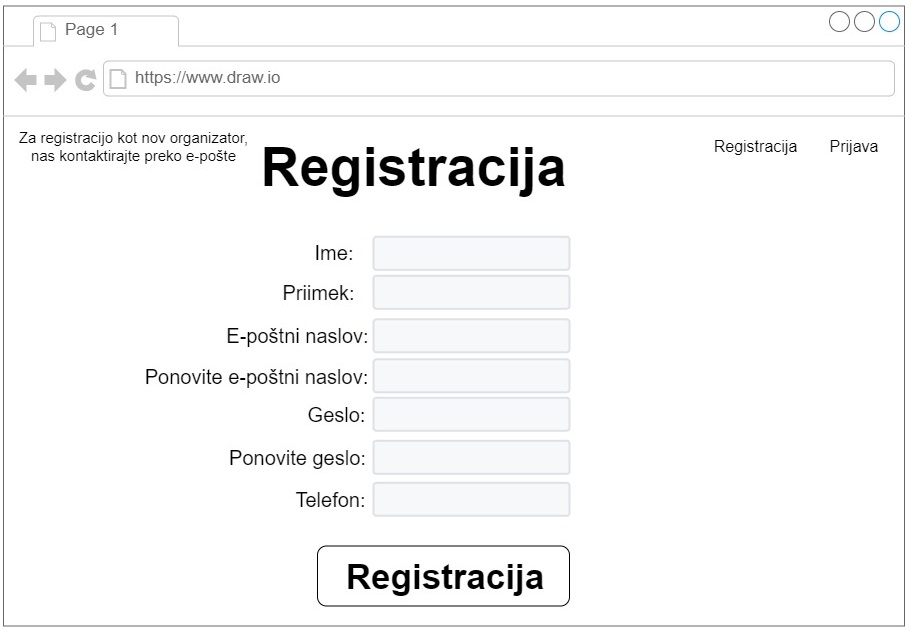 Page 1
https://www.draw.io
Za registracijo kot nov organizator,
nas kontaktirajte preko e-pošte
Registracija
Registracija
Prijava
Ime:
Priimek:
E-poštni naslov:
Ponovite e-poštni naslov:
Geslo:
Ponovite geslo:
Telefon:
Registracija